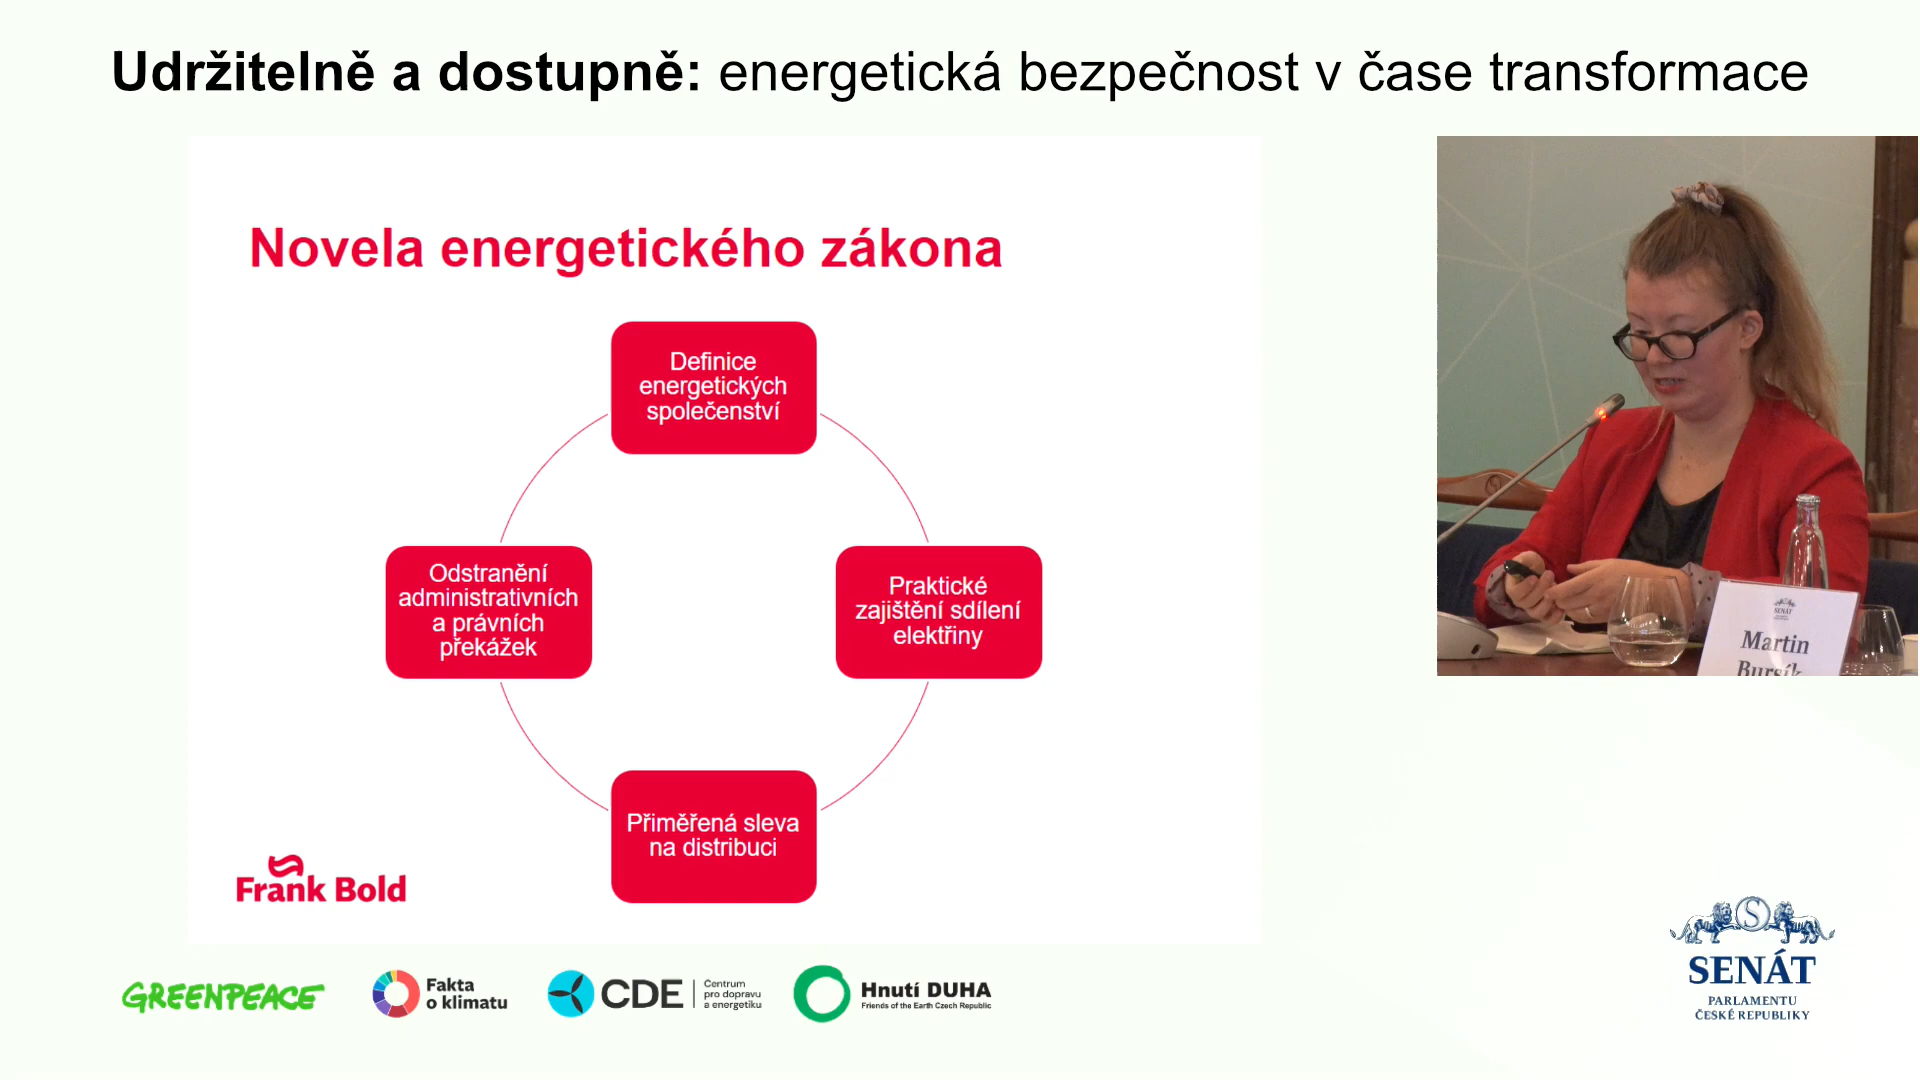 Udržitelně a dostupně: energetická bezpečnost v čase transformace
Novela energetického zákona
Definice
energetických
společenství
Odstranění
administrativních
a právních
překážek
Praktické
zajištění sdílení
elektřiny
Přiměřená sleva
na distribuci
Frank Bold
SENÁT
Martin
Bursík
GREENPEACE
Fakta
o klimatu
CDE
Centrum
pro dopravu
a energetiku
Hnutí DUHA
Friends of the Earth Czech Republic
S
SENÁT
PARLAMENTU
ČESKÉ REPUBLIKY